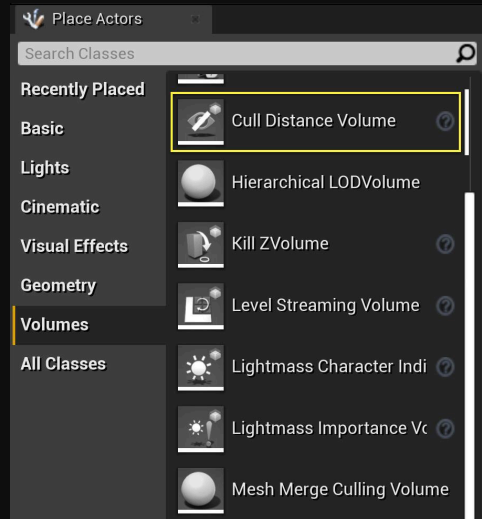 Place Actors
Search Classes
Recently Placed
Basic
Lights
Cinematic
Visual Effects
Geometry
Volumes
All Classes
Cull Distance Volume
Hierarchical LODVolume
Kill ZVolume
Level Streaming Volume
Lightmass Character Indi
Lightmass Importance Vc
Mesh Merge Culling Volume